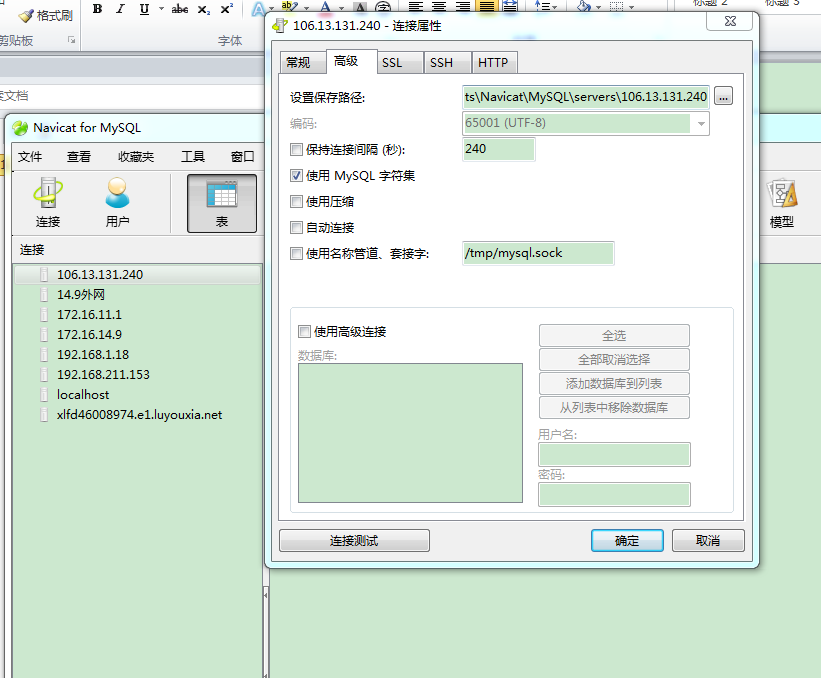 格式刷
B I U abc x₂ x² A ab A A 字
标题 2 标题 3
剪贴板
字体
文档
Navicat for MySQL
文件 查看 收藏夹 工具 窗口
连接 用户 表 模型
连接
106.13.131.240
14.9外网
172.16.11.1
172.16.14.9
192.168.1.18
192.168.211.153
localhost
xlfd46008974.e1.luyouxia.net
106.13.131.240 - 连接属性
常规 高级 SSL SSH HTTP
设置保存路径: ts\Navicat\MySQL\servers\106.13.131.240 ...
编码: 65001 (UTF-8)
保持连接间隔 (秒): 240
使用 MySQL 字符集
使用压缩
自动连接
使用名称管道、套接字: /tmp/mysql.sock
使用高级连接
数据库:
全选
全部取消选择
添加数据库到列表
从列表中移除数据库
用户名:
密码:
连接测试 确定 取消